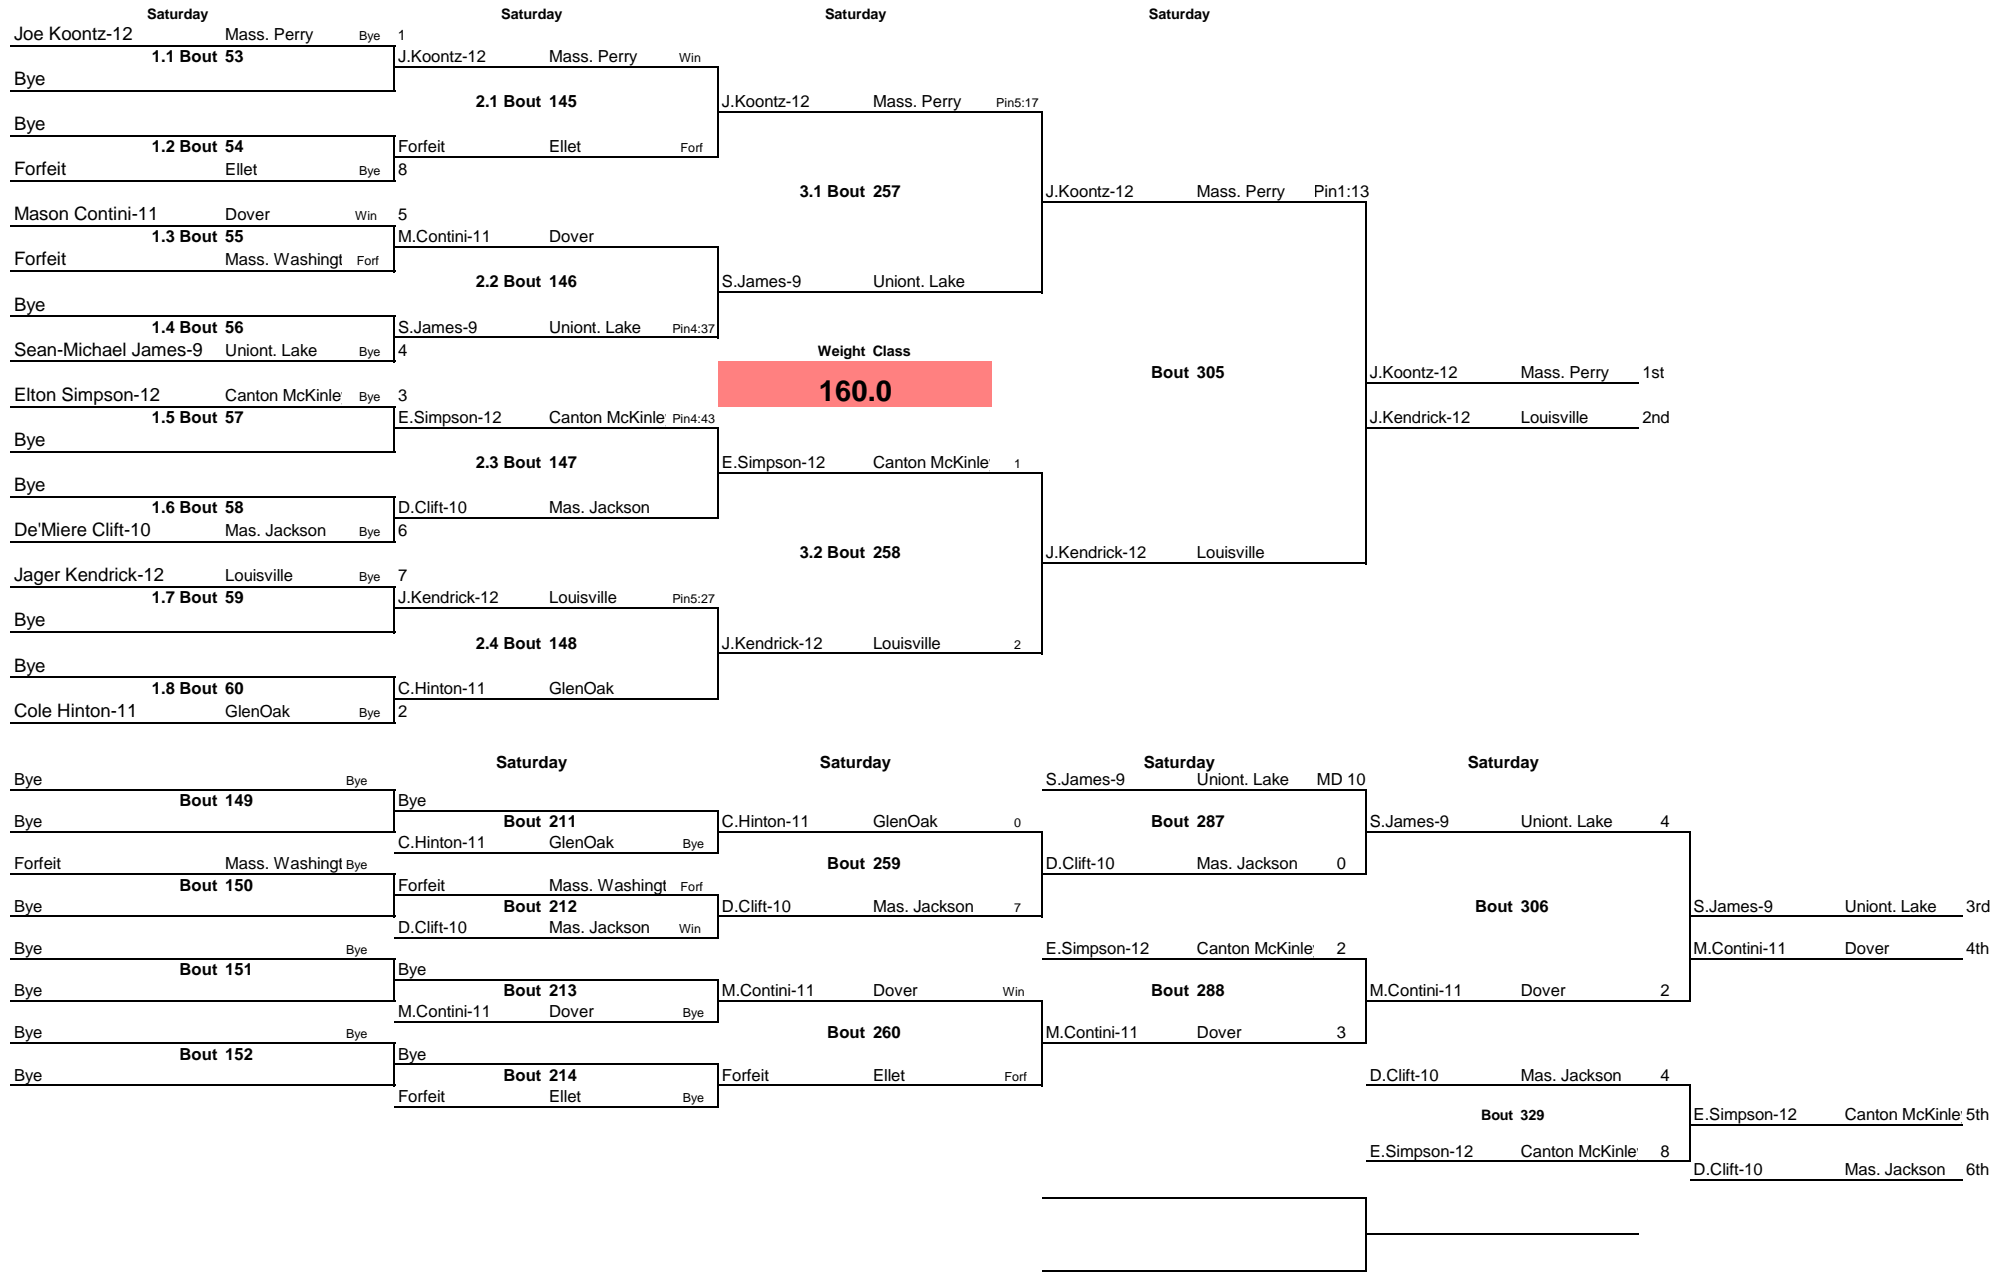 Saturday Saturday Saturday Saturday
Joe Koontz-12 Mass. Perry Bye 1
1.1 Bout 53 J.Koontz-12 Mass. Perry Win
Bye
2.1 Bout 145 J.Koontz-12 Mass. Perry Pin5:17
Bye
1.2 Bout 54 Forfeit Ellet Forf
Forfeit Ellet Bye 8
3.1 Bout 257 J.Koontz-12 Mass. Perry Pin1:13
Mason Contini-11 Dover Win 5
1.3 Bout 55 M.Contini-11 Dover
Forfeit Mass. Washingt Forf
2.2 Bout 146 S.James-9 Uniont. Lake
Bye
1.4 Bout 56 S.James-9 Uniont. Lake Pin4:37
Sean-Michael James-9 Uniont. Lake Bye 4 Weight Class
Bout 305 J.Koontz-12 Mass. Perry 1st
Elton Simpson-12 Canton McKinle Bye 3 160.0
1.5 Bout 57 E.Simpson-12 Canton McKinle Pin4:43 J.Kendrick-12 Louisville 2nd
Bye
2.3 Bout 147 E.Simpson-12 Canton McKinle 1
Bye
1.6 Bout 58 D.Clift-10 Mas. Jackson
De'Miere Clift-10 Mas. Jackson Bye 6
3.2 Bout 258 J.Kendrick-12 Louisville
Jager Kendrick-12 Louisville Bye 7
1.7 Bout 59 J.Kendrick-12 Louisville Pin5:27
Bye
2.4 Bout 148 J.Kendrick-12 Louisville 2
Bye
1.8 Bout 60 C.Hinton-11 GlenOak
Cole Hinton-11 GlenOak Bye 2
Saturday Saturday Saturday Saturday
Bye Bye S.James-9 Uniont. Lake MD 10
Bout 149 Bye
Bye Bout 211 C.Hinton-11 GlenOak 0 Bout 287 S.James-9 Uniont. Lake 4
C.Hinton-11 GlenOak Bye
Forfeit Mass. Washingt Bye Bout 259 D.Clift-10 Mas. Jackson 0
Bout 150 Forfeit Mass. Washingt Forf
Bye Bout 212 D.Clift-10 Mas. Jackson 7 Bout 306 S.James-9 Uniont. Lake 3rd
D.Clift-10 Mas. Jackson Win
Bye Bye E.Simpson-12 Canton McKinle 2 M.Contini-11 Dover 4th
Bout 151 Bye
Bye Bout 213 M.Contini-11 Dover Win Bout 288 M.Contini-11 Dover 2
M.Contini-11 Dover Bye
Bye Bye Bout 260 M.Contini-11 Dover 3
Bout 152 Bye
Bye Bout 214 Forfeit Ellet Forf D.Clift-10 Mas. Jackson 4
Forfeit Ellet Bye
Bout 329 E.Simpson-12 Canton McKinle 5th
E.Simpson-12 Canton McKinle 8
D.Clift-10 Mas. Jackson 6th